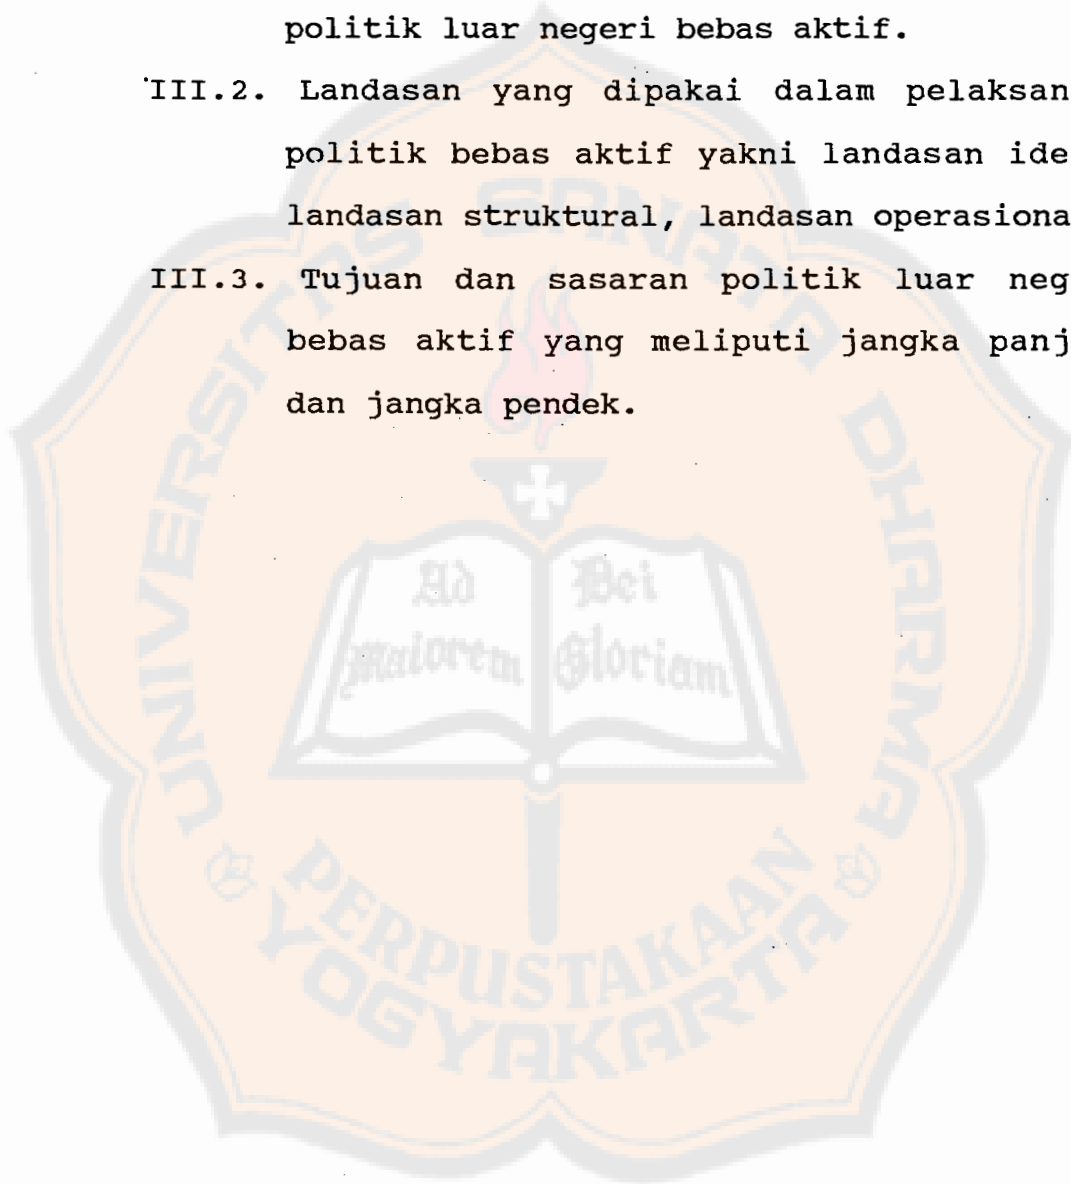 politik luar negeri bebas aktif.
III.2. Landasan yang dipakai dalam pelaksan
politik bebas aktif yakni landasan ide
landasan struktural, landasan operasiona
III.3. Tujuan dan sasaran politik luar neg
bebas aktif yang meliputi jangka panj
dan jangka pendek.
UNIVERSITAS SANATA DHARMA
Ad Dei
Maiorem Gloriam
PERPUSTAKAAN
YOGYAKARTA